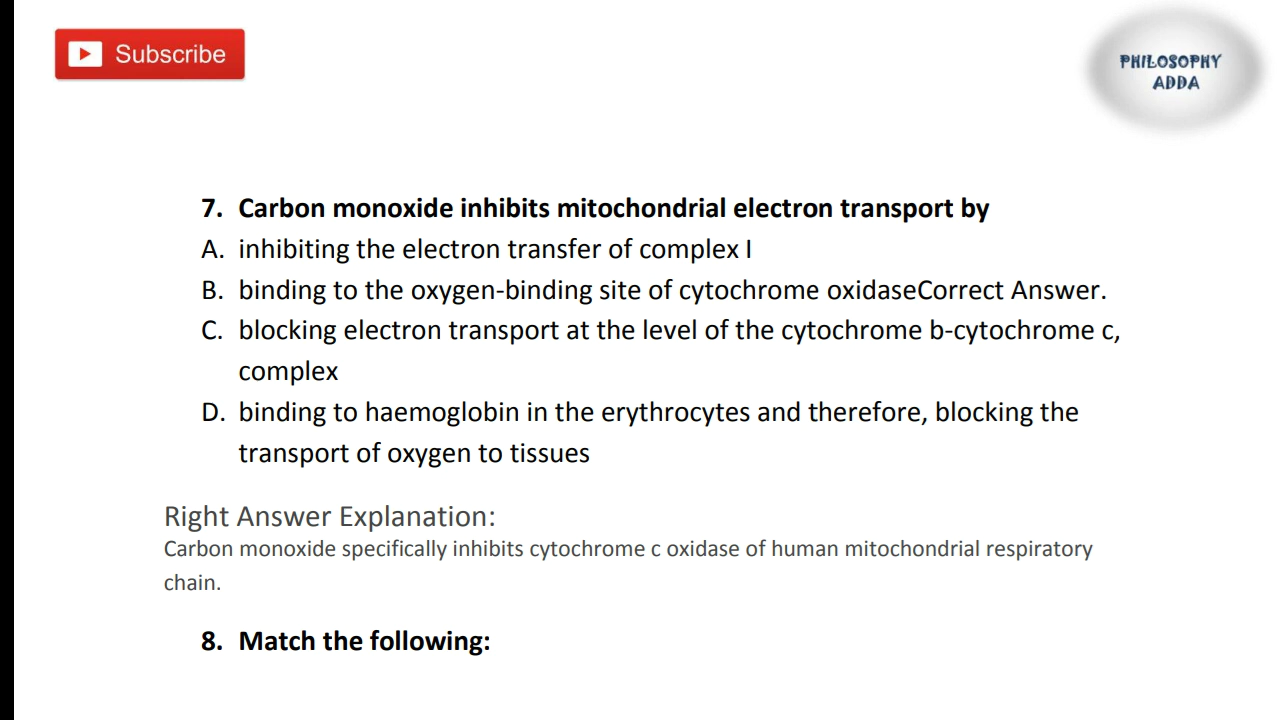 Subscribe
PHILOSOPHY
ADDA
7. Carbon monoxide inhibits mitochondrial electron transport by
A. inhibiting the electron transfer of complex I
B. binding to the oxygen-binding site of cytochrome oxidaseCorrect Answer.
C. blocking electron transport at the level of the cytochrome b-cytochrome c,
complex
D. binding to haemoglobin in the erythrocytes and therefore, blocking the
transport of oxygen to tissues
Right Answer Explanation:
Carbon monoxide specifically inhibits cytochrome c oxidase of human mitochondrial respiratory
chain.
8. Match the following: